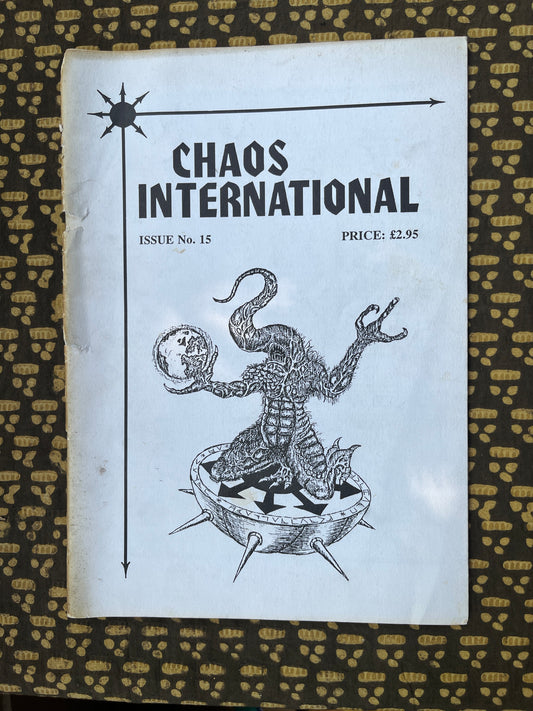 CHAOS
INTERNATIONAL
ISSUE No. 15
PRICE: £2.95